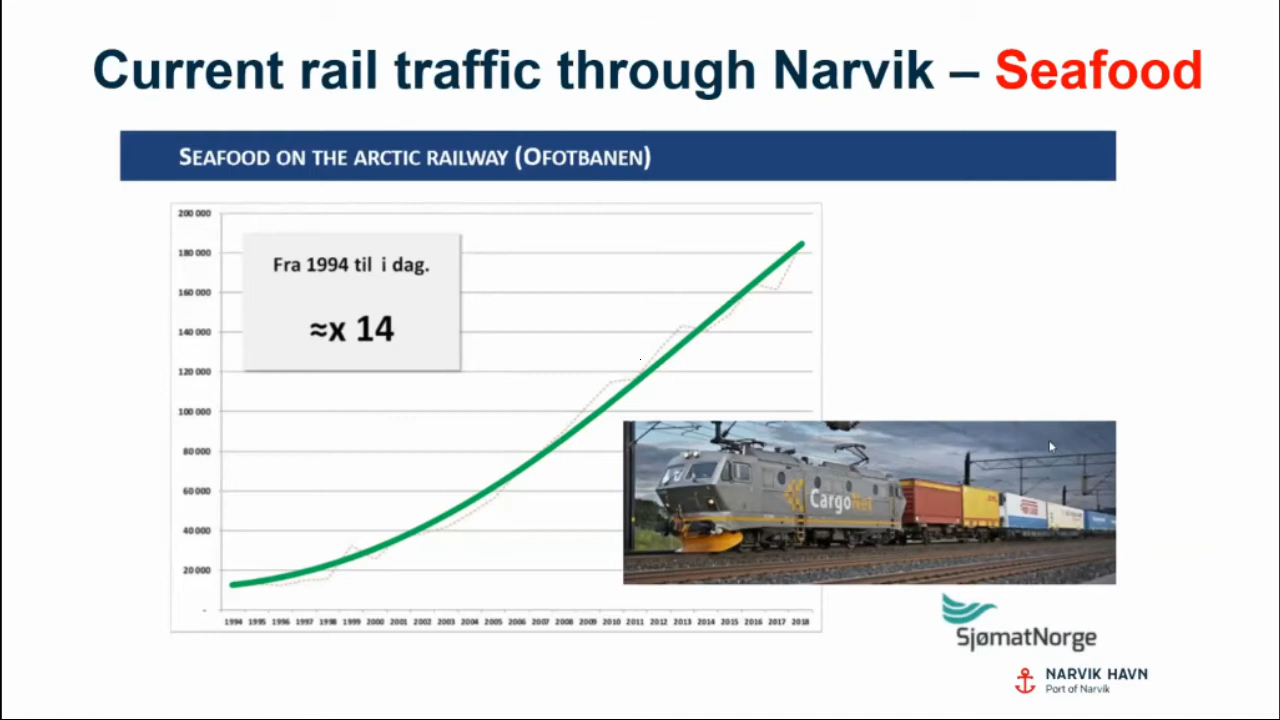 Current rail traffic through Narvik – Seafood
SEAFOOD ON THE ARCTIC RAILWAY (OFOTBANEN)
200 000
180 000
160 000
140 000
120 000
100 000
80 000
60 000
40 000
20 000
-
Fra 1994 til i dag.
≈x 14
1994 1995 1996 1997 1998 1999 2000 2001 2002 2003 2004 2005 2006 2007 2008 2009 2010 2011 2012 2013 2014 2015 2016 2017 2018
CargoNet
SjømatNorge
NARVIK HAVN
Port of Narvik